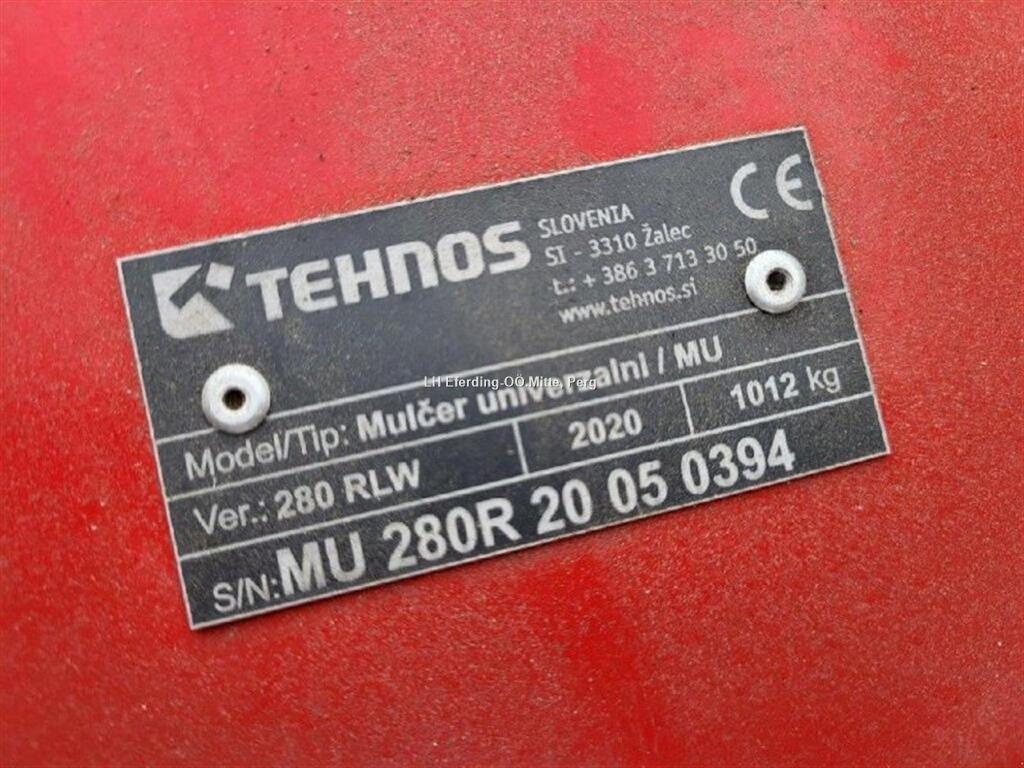 TEHNOS
SLOVENIA
SI - 3310 Žalec
t.: + 386 3 713 30 50
www.tehnos.si
CE
Model/Tip: Mulčer univerzalni / MU
LH Eferding-OÖ.Mitte, Perg
Ver.: 280 RLW 2020 1012 kg
S/N: MU 280R 20 05 0394